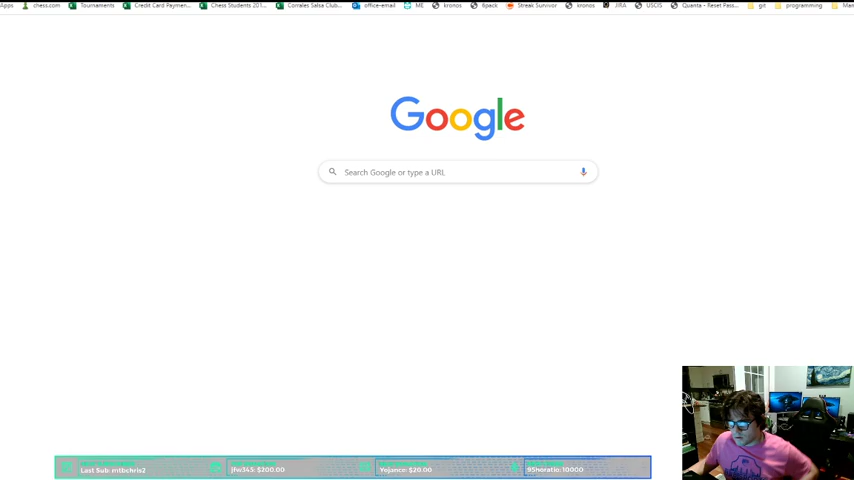 Apps chess.com Tournaments Credit Card Paymen... Chess Students 201... Corrales Salsa Club... office-email ME kronos 6pack Streak Survivor kronos JIRA USCIS Quanta - Reset Pass... git programming
Google
Search Google or type a URL
Last Sub: mtbchris2 jfw345: $200.00 Yejance: $20.00 95horatio: 10000